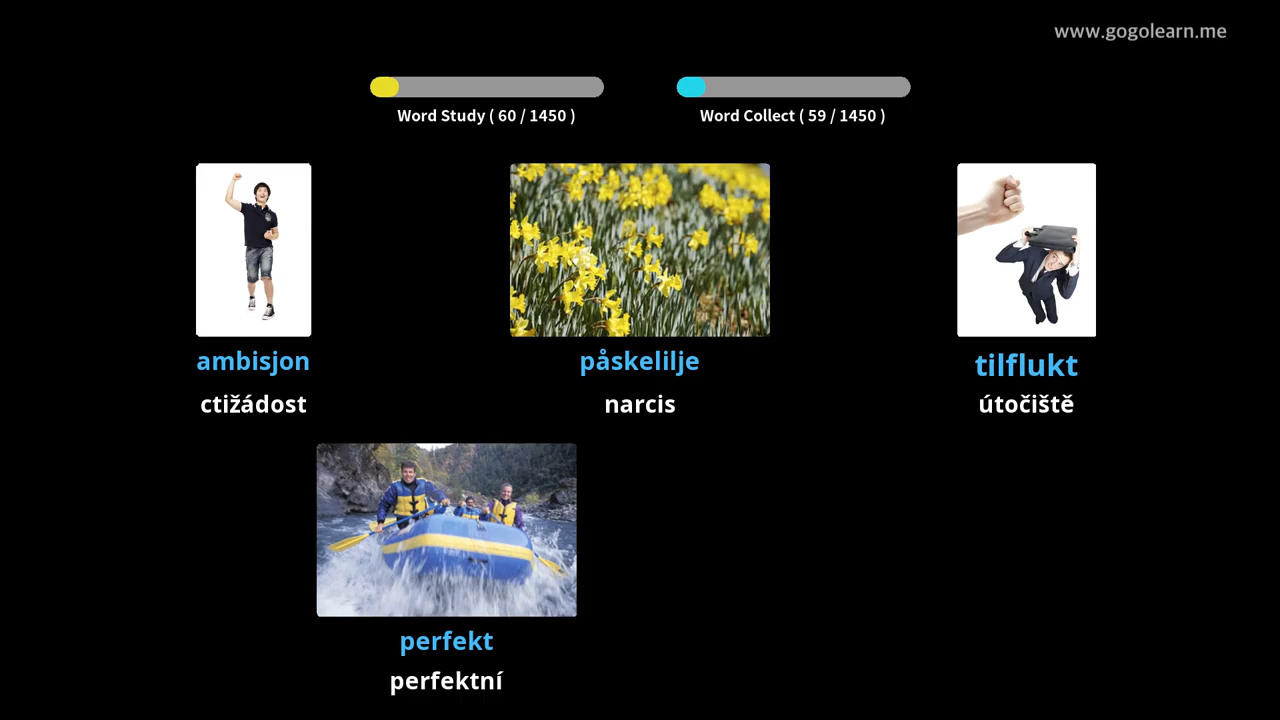 www.gogolearn.me
Word Study ( 60 / 1450 )
Word Collect ( 59 / 1450 )
ambisjon
ctižádost
påskelilje
narcis
tilflukt
útočiště
perfekt
perfektní